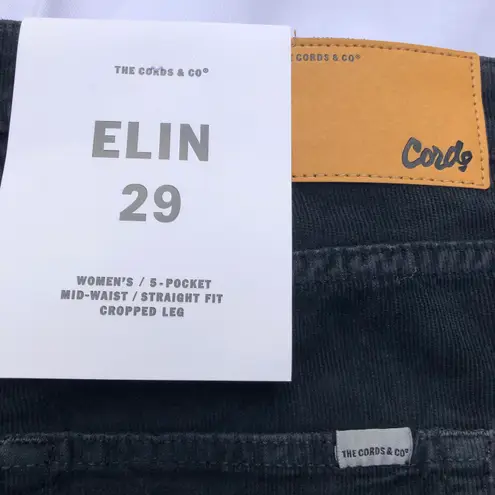 THE CORDS & CO®
ELIN
29
WOMEN'S / 5-POCKET
MID-WAIST / STRAIGHT FIT
CROPPED LEG
CORDS & CO®
Cords
THE CORDS & CO®